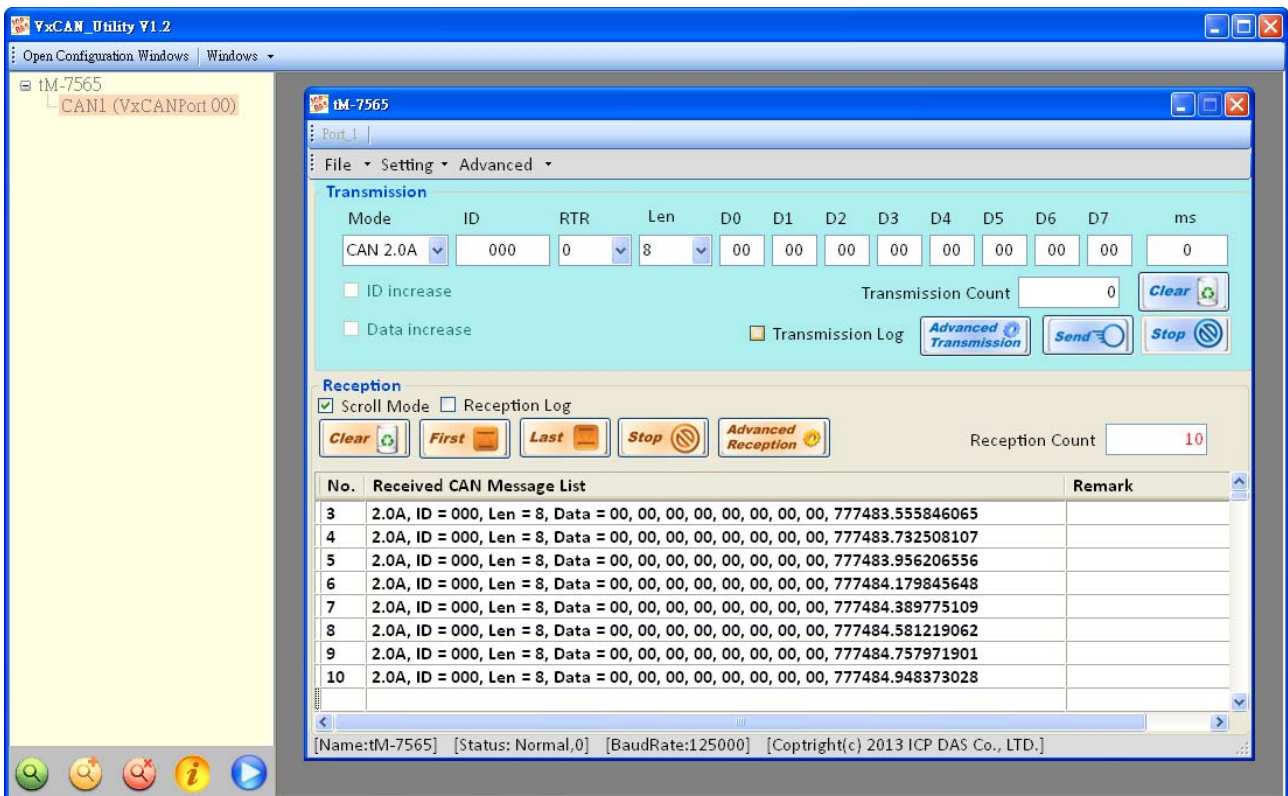 VxCAN_Utility V1.2
Open Configuration Windows Windows
tM-7565
CAN1 (VxCANPort 00)
tM-7565
Port_1
File Setting Advanced
Transmission
Mode ID RTR Len D0 D1 D2 D3 D4 D5 D6 D7 ms
CAN 2.0A 000 0 8 00 00 00 00 00 00 00 00 0
ID increase Transmission Count 0 Clear
Data increase Transmission Log Advanced Transmission Send Stop
Reception
Scroll Mode Reception Log
Clear First Last Stop Advanced Reception Reception Count 10
No. Received CAN Message List Remark
3 2.0A, ID = 000, Len = 8, Data = 00, 00, 00, 00, 00, 00, 00, 00, 777483.555846065
4 2.0A, ID = 000, Len = 8, Data = 00, 00, 00, 00, 00, 00, 00, 00, 777483.732508107
5 2.0A, ID = 000, Len = 8, Data = 00, 00, 00, 00, 00, 00, 00, 00, 777483.956206556
6 2.0A, ID = 000, Len = 8, Data = 00, 00, 00, 00, 00, 00, 00, 00, 777484.179845648
7 2.0A, ID = 000, Len = 8, Data = 00, 00, 00, 00, 00, 00, 00, 00, 777484.389775109
8 2.0A, ID = 000, Len = 8, Data = 00, 00, 00, 00, 00, 00, 00, 00, 777484.581219062
9 2.0A, ID = 000, Len = 8, Data = 00, 00, 00, 00, 00, 00, 00, 00, 777484.757971901
10 2.0A, ID = 000, Len = 8, Data = 00, 00, 00, 00, 00, 00, 00, 00, 777484.948373028
[Name:tM-7565] [Status: Normal,0] [BaudRate:125000] [Coptright(c) 2013 ICP DAS Co., LTD.]